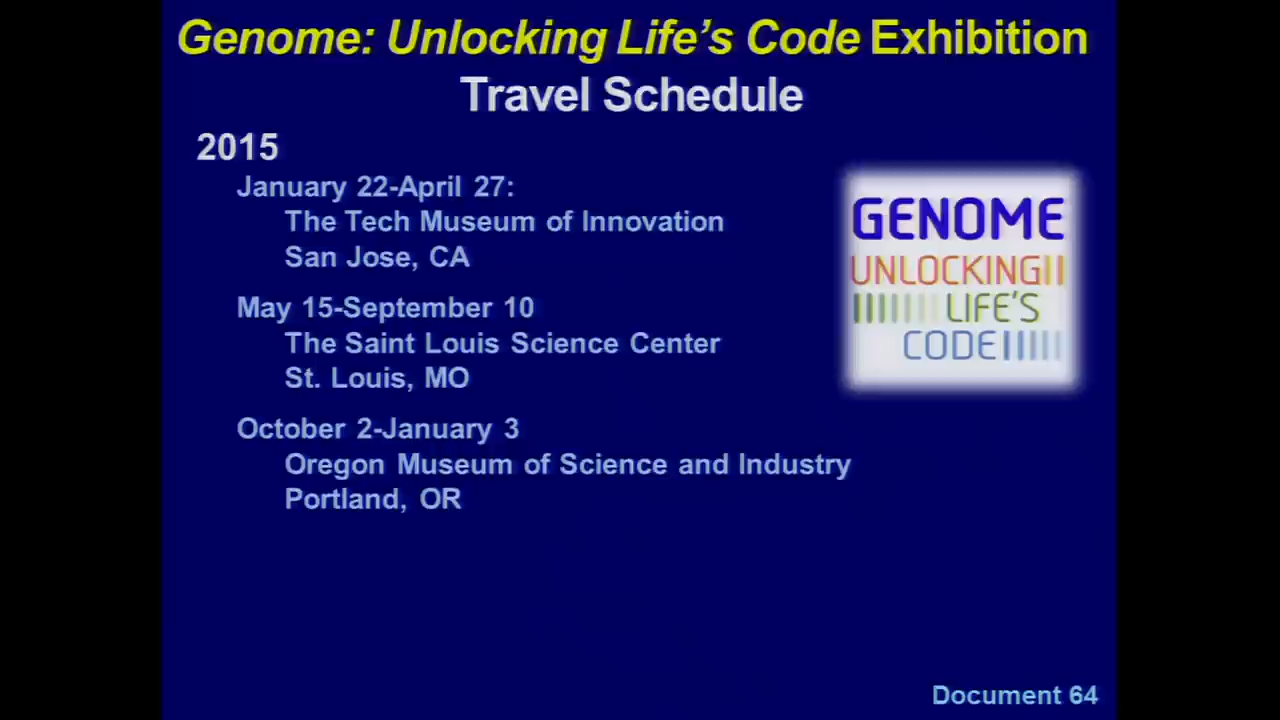 Genome: Unlocking Life's Code Exhibition
Travel Schedule
2015
January 22-April 27:
The Tech Museum of Innovation
San Jose, CA
May 15-September 10
The Saint Louis Science Center
St. Louis, MO
October 2-January 3
Oregon Museum of Science and Industry
Portland, OR
GENOME
UNLOCKING
LIFE'S
CODE
Document 64